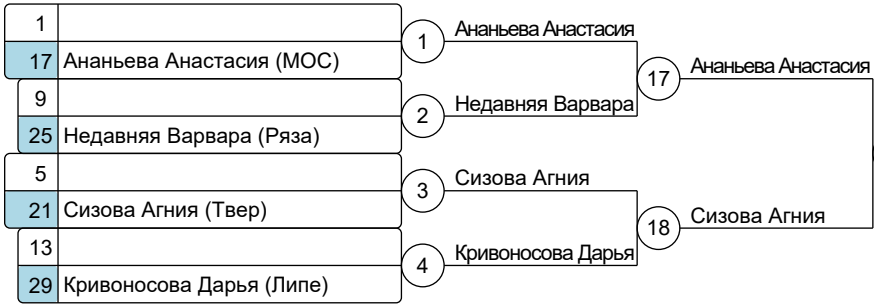 1
17 Ананьева Анастасия (МОС)
1
Ананьева Анастасия
9
25 Недавняя Варвара (Ряза)
2
Недавняя Варвара
17
Ананьева Анастасия
5
21 Сизова Агния (Твер)
3
Сизова Агния
13
29 Кривоносова Дарья (Липе)
4
Кривоносова Дарья
18
Сизова Агния